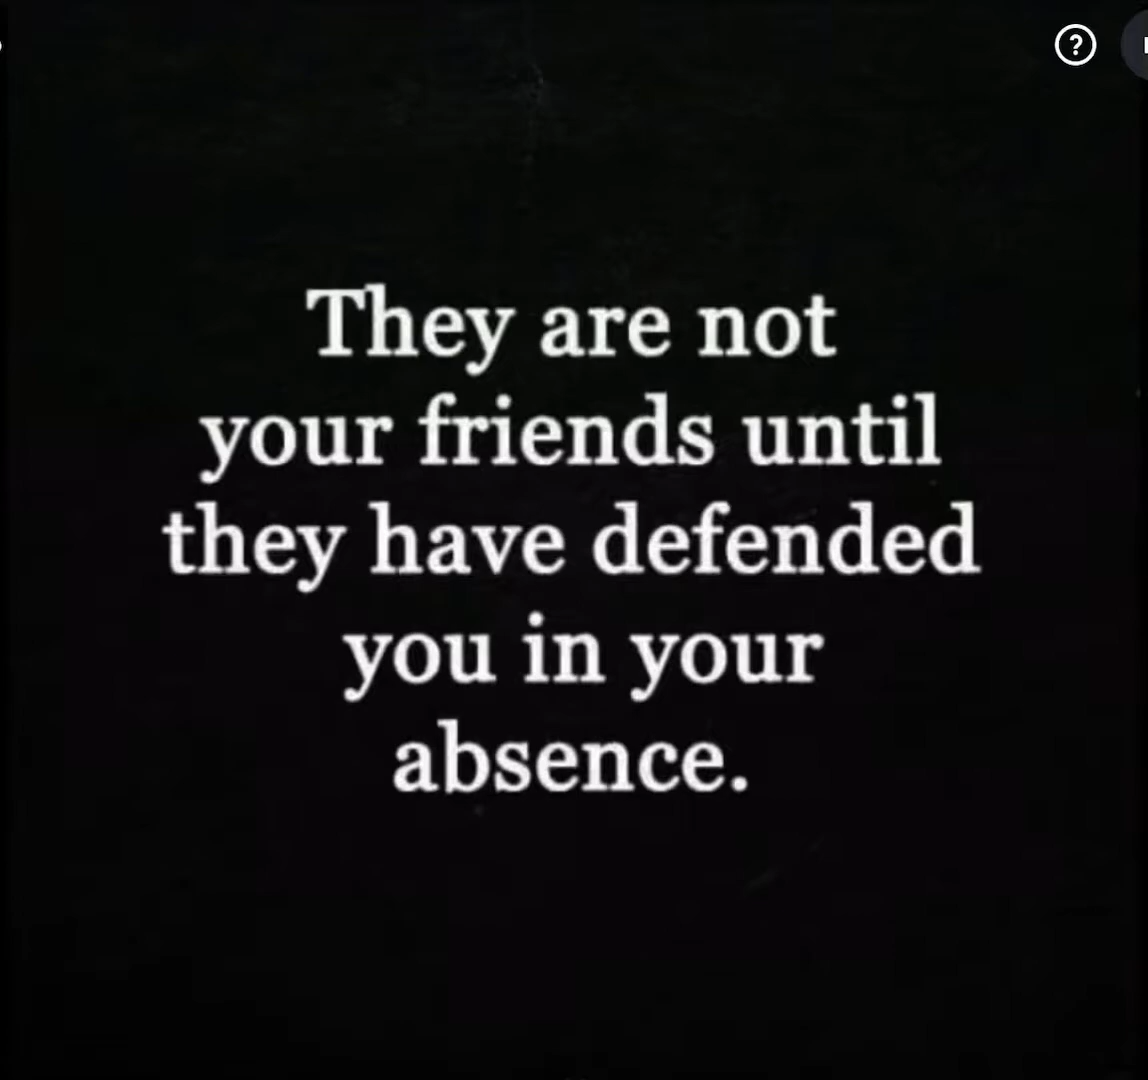 They are not
your friends until
they have defended
you in your
absence.